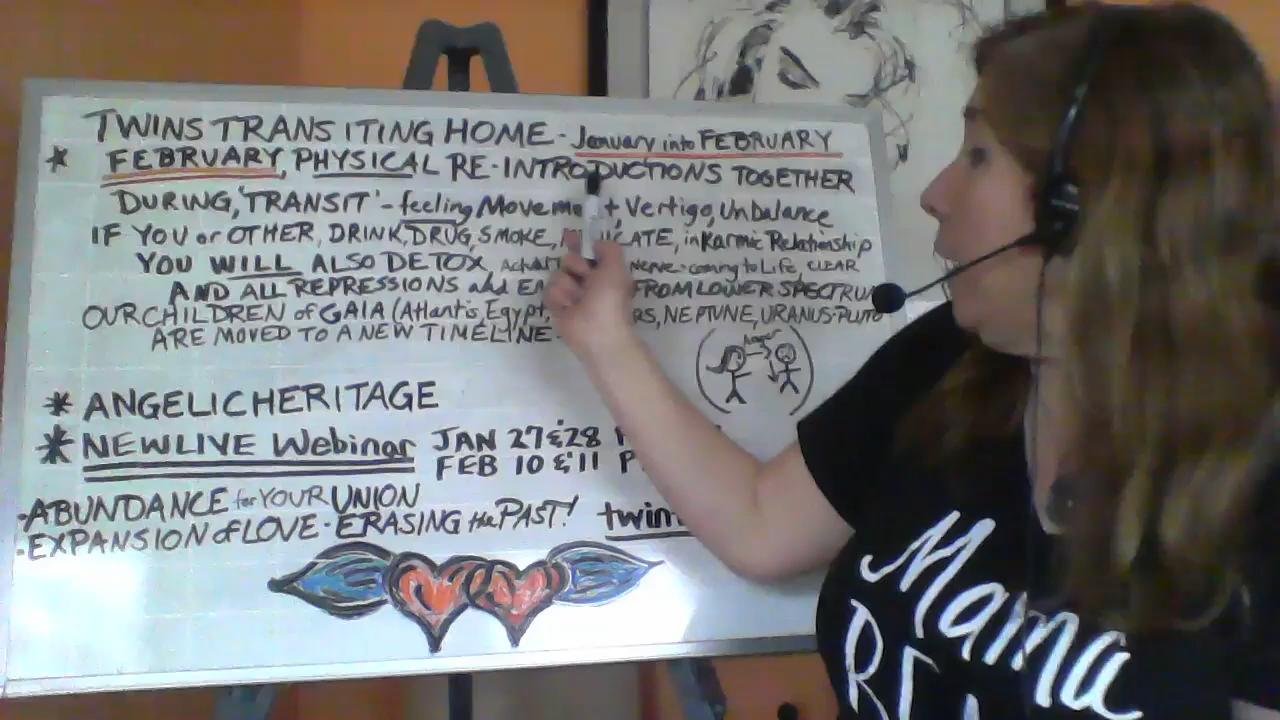 TWINS TRANSITING HOME - January into FEBRUARY
* FEBRUARY, PHYSICAL RE-INTRODUCTIONS TOGETHER
DURING, 'TRANSIT' - feeling Movement, Vertigo, Unbalance
IF YOU or OTHER, DRINK, DRUG, SMOKE, in Karmic Relationship
YOU WILL ALSO DETOX, Nerve-coming to Life, CLEAR
AND ALL REPRESSIONS and FROM LOWER SPECTRUM
OUR CHILDREN of GAIA (Atlantis, Egypt, NEPTUNE, URANUS-PLUTO
ARE MOVED TO A NEW TIMELINE-
* ANGELIC HERITAGE
* NEW LIVE Webinar JAN 27 & 28
FEB 10 & 11
- ABUNDANCE for YOUR UNION
- EXPANSION of LOVE - ERASING the PAST! twin
Mama